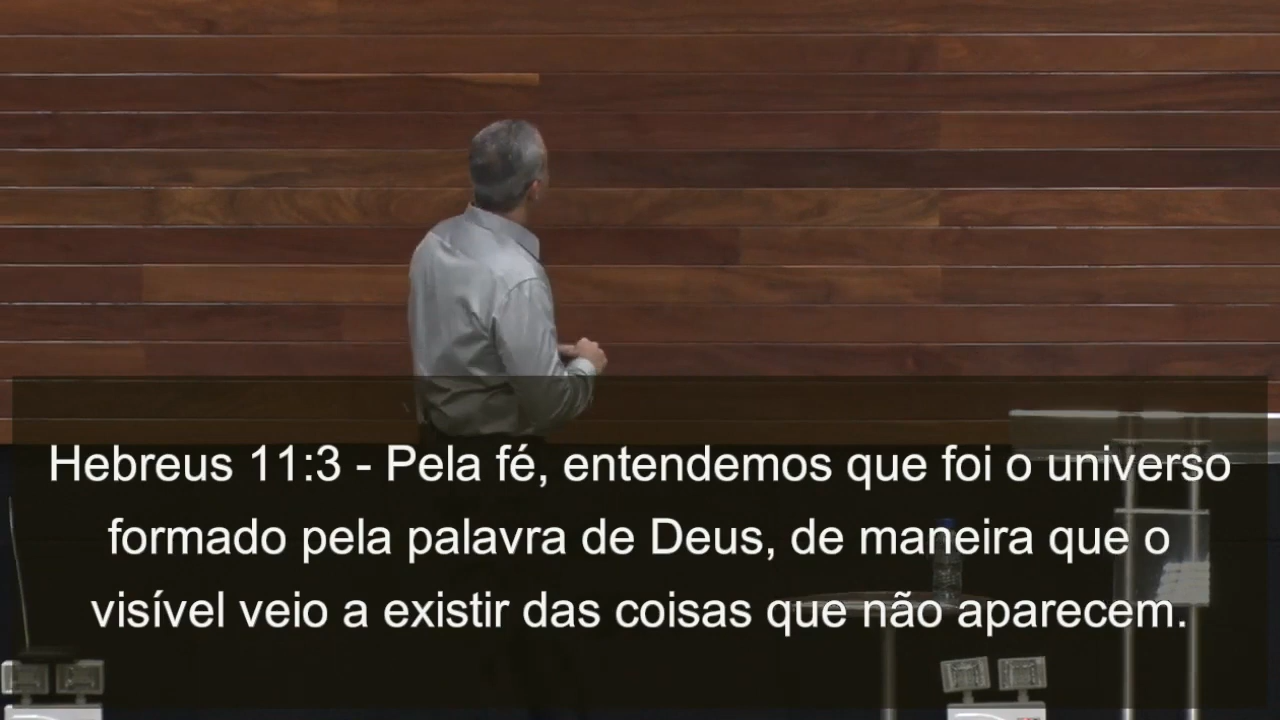 Hebreus 11:3 - Pela fé, entendemos que foi o universo
formado pela palavra de Deus, de maneira que o
visível veio a existir das coisas que não aparecem.